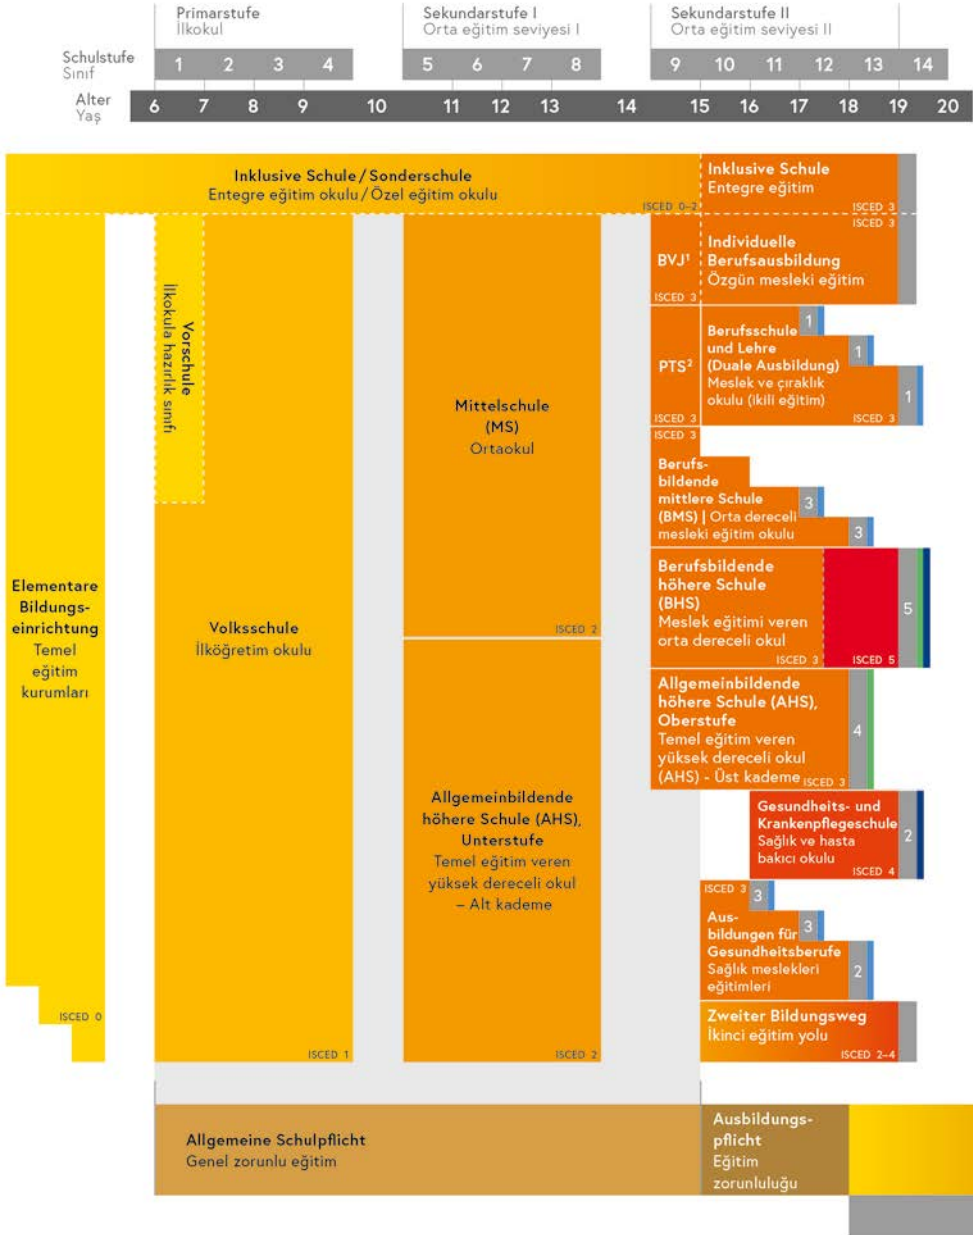 Primarstufe
İlkokul
Sekundarstufe I
Orta eğitim seviyesi I
Sekundarstufe II
Orta eğitim seviyesi II
Schulstufe
Sınıf
1 2 3 4 5 6 7 8 9 10 11 12 13 14
Alter
Yaş
6 7 8 9 10 11 12 13 14 15 16 17 18 19 20
Inklusive Schule / Sonderschule
Entegre eğitim okulu / Özel eğitim okulu
ISCED 0–2
Inklusive Schule
Entegre eğitim
ISCED 3
ISCED 3
BVJ¹
ISCED 3
Individuelle
Berufsausbildung
Özgün mesleki eğitim
Vorschule
İlkokula hazırlık sınıfı
PTS²
ISCED 3
1
Berufsschule
und Lehre
(Duale Ausbildung)
Meslek ve çıraklık
okulu (ikili eğitim)
ISCED 3
1
1
Mittelschule
(MS)
Ortaokul
ISCED 2
ISCED 3
Berufs-
bildende
mittlere Schule
(BMS) | Orta dereceli
mesleki eğitim okulu
3
3
Elementare
Bildungs-
einrichtung
Temel
eğitim
kurumları
ISCED 0
Volksschule
İlköğretim okulu
ISCED 1
Berufsbildende
höhere Schule
(BHS)
Meslek eğitimi veren
orta dereceli okul
ISCED 3
ISCED 5
5
Allgemeinbildende
höhere Schule (AHS),
Oberstufe
Temel eğitim veren
yüksek dereceli okul
(AHS) - Üst kademe
ISCED 3
4
Allgemeinbildende
höhere Schule (AHS),
Unterstufe
Temel eğitim veren
yüksek dereceli okul
– Alt kademe
ISCED 2
Gesundheits- und
Krankenpflegeschule
Sağlık ve hasta
bakıcı okulu
ISCED 4
2
ISCED 3
3
Aus-
bildungen für
Gesundheitsberufe
Sağlık meslekleri
eğitimleri
3
2
Zweiter Bildungsweg
İkinci eğitim yolu
ISCED 2–4
Allgemeine Schulpflicht
Genel zorunlu eğitim
Ausbildungs-
pflicht
Eğitim
zorunluluğu